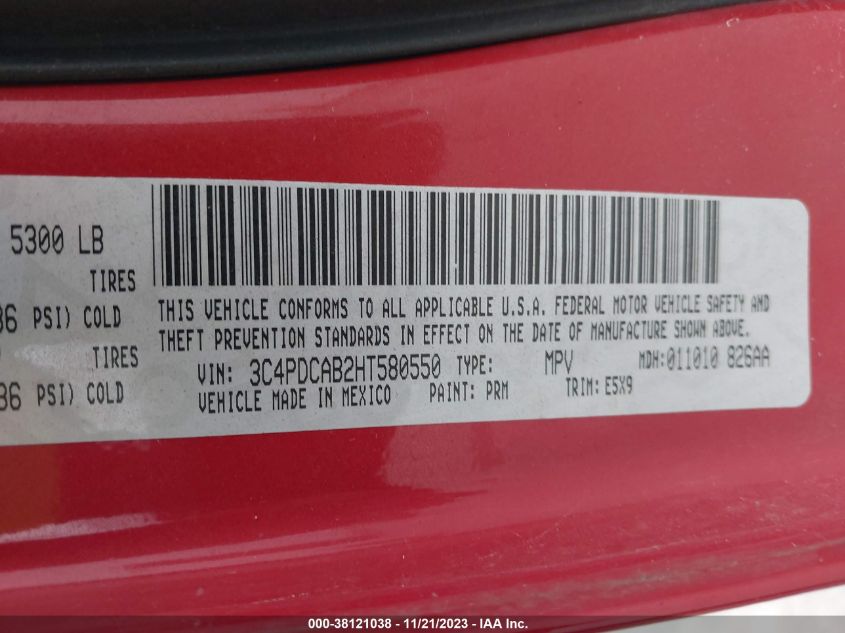 5300 LB
TIRES
36 PSI) COLD
TIRES
36 PSI) COLD
THIS VEHICLE CONFORMS TO ALL APPLICABLE U.S.A. FEDERAL MOTOR VEHICLE SAFETY AND
THEFT PREVENTION STANDARDS IN EFFECT ON THE DATE OF MANUFACTURE SHOWN ABOVE.
VIN: 3C4PDCAB2HT580550 TYPE: MPV MDH:011010 826AA
VEHICLE MADE IN MEXICO PAINT: PRM TRIM: E5X9
000-38121038 - 11/21/2023 - IAA Inc.